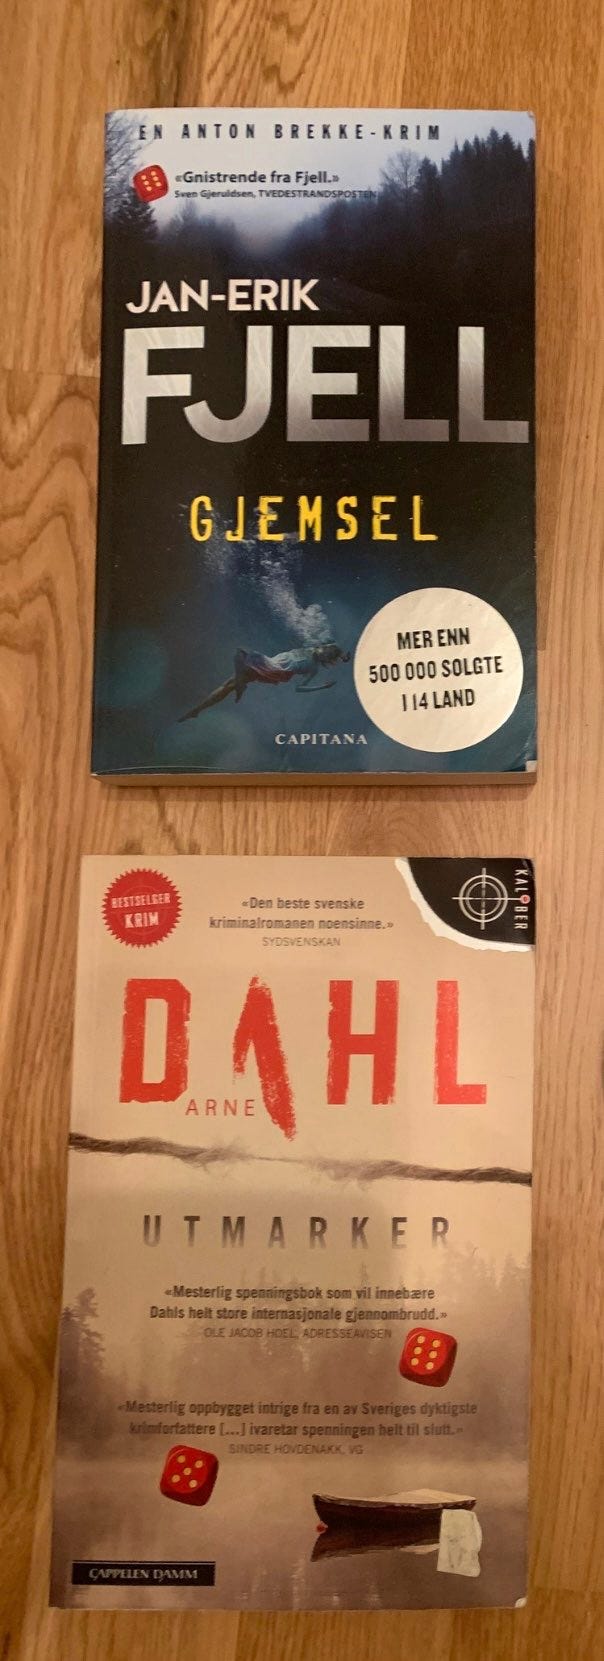 EN ANTON BREKKE-KRIM
«Gnistrende fra Fjell.»
Sven Gjeruldsen, TVEDESTRANDSPOSTEN
JAN-ERIK
FJELL
GJEMSEL
MER ENN
500 000 SOLGTE
I 14 LAND
CAPITANA
BESTSELGER
KRIM
«Den beste svenske
kriminalromanen noensinne.»
SYDSVENSKAN
KALIBER
DAHL
ARNE
UTMARKER
«Mesterlig spenningsbok som vil innebære
Dahls helt store internasjonale gjennombrudd.»
OLE JACOB HOEL, ADRESSEAVISEN
«Mesterlig oppbygget intrige fra en av Sveriges dyktigste
krimforfattere [...] ivaretar spenningen helt til slutt.»
SINDRE HOVDENAKK, VG
CAPPELEN DAMM